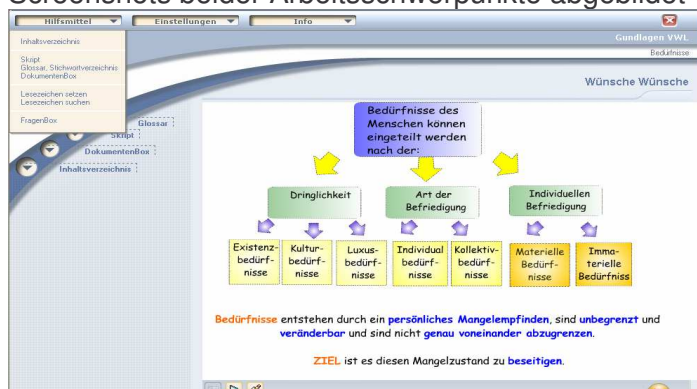 Screenshots beider Arbeitsschwerpunkte abgebildet
Hilfsmittel Einstellungen Info
Gundlagen VWL
Inhaltsverzeichnis
Bedürfnisse
Skript
Glossar, Stichwortverzeichnis
DokumentenBox
Wünsche Wünsche
Lesezeichen setzen
Lesezeichen suchen
FragenBox
Glossar
Skript
DokumentenBox
Inhaltsverzeichnis
Bedürfnisse des
Menschen können
eingeteilt werden
nach der:
Dringlichkeit
Art der
Befriedigung
Individuellen
Befriedigung
Existenz-
bedürf-
nisse
Kultur-
bedürf-
nisse
Luxus-
bedürf-
nisse
Individual
bedürf-
nisse
Kollektiv-
bedürf-
nisse
Materielle
Bedürf-
nisse
Imma-
terielle
Bedürfniss
Bedürfnisse entstehen durch ein persönliches Mangelempfinden, sind unbegrenzt und
veränderbar und sind nicht genau voneinander abzugrenzen.
ZIEL ist es diesen Mangelzustand zu beseitigen.